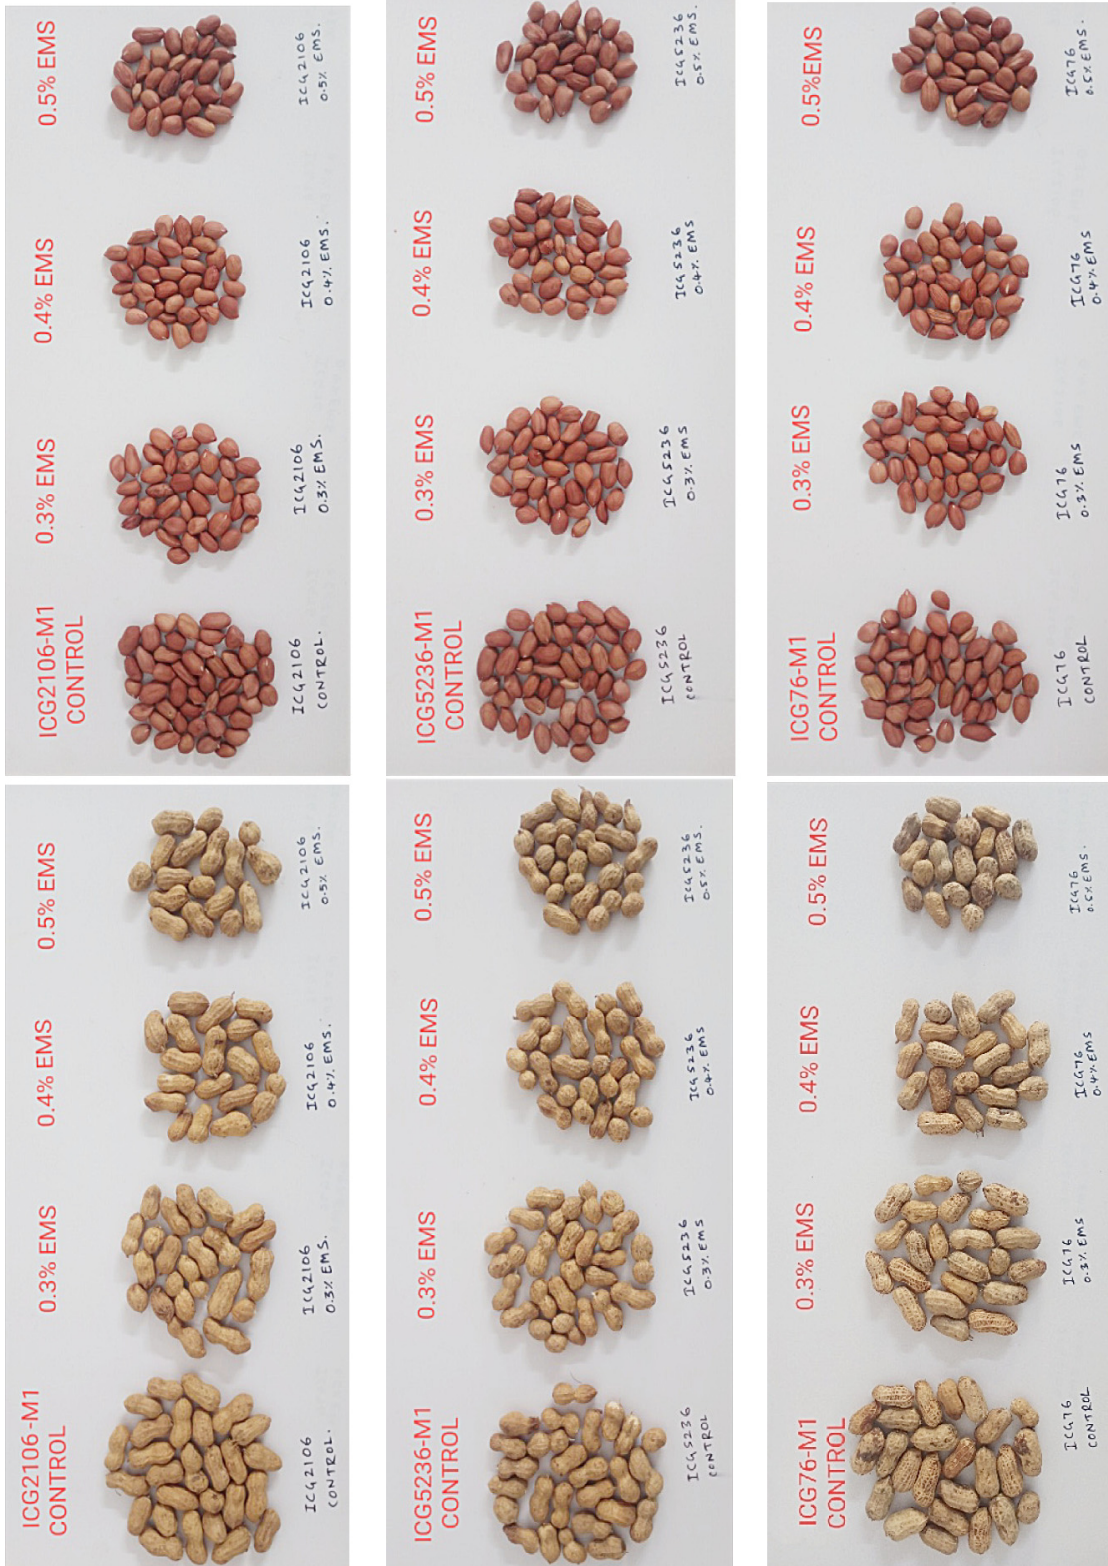 ICG2106-M1
CONTROL
0.3% EMS
0.4% EMS
0.5% EMS
ICG2106
CONTROL.
ICG2106
0.3% EMS.
ICG2106
0.4% EMS.
ICG2106
0.5% EMS.
ICG2106-M1
CONTROL
0.3% EMS
0.4% EMS
0.5% EMS
ICG2106
CONTROL.
ICG2106
0.3% EMS.
ICG2106
0.4% EMS.
ICG2106
0.5% EMS.
ICG5236-M1
CONTROL
0.3% EMS
0.4% EMS
0.5% EMS
ICG5236
CONTROL
ICG5236
0.3% EMS
ICG5236
0.4% EMS
ICG5236
0.5% EMS.
ICG5236-M1
CONTROL
0.3% EMS
0.4% EMS
0.5% EMS
ICG5236
CONTROL
ICG5236
0.3% EMS
ICG5236
0.4% EMS
ICG5236
0.5% EMS.
ICG76-M1
CONTROL
0.3% EMS
0.4% EMS
0.5% EMS
ICG76
CONTROL
ICG76
0.3% EMS
ICG76
0.4% EMS
ICG76
0.5% EMS.
ICG76-M1
CONTROL
0.3% EMS
0.4% EMS
0.5%EMS
ICG76
CONTROL
ICG76
0.3% EMS
ICG76
0.4% EMS
ICG76
0.5% EMS.